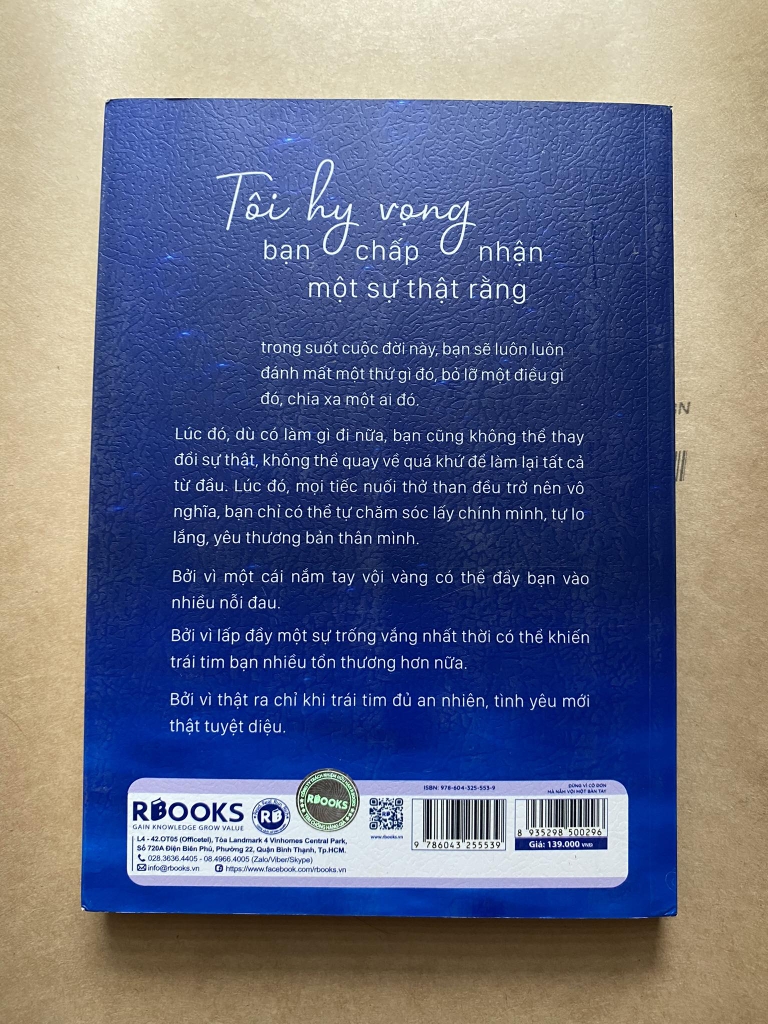 Tôi hy vọng
bạn chấp nhận
một sự thật rằng
trong suốt cuộc đời này, bạn sẽ luôn luôn
đánh mất một thứ gì đó, bỏ lỡ một điều gì
đó, chia xa một ai đó.
Lúc đó, dù có làm gì đi nữa, bạn cũng không thể thay
đổi sự thật, không thể quay về quá khứ để làm lại tất cả
từ đầu. Lúc đó, mọi tiếc nuối thở than đều trở nên vô
nghĩa, bạn chỉ có thể tự chăm sóc lấy chính mình, tự lo
lắng, yêu thương bản thân mình.
Bởi vì một cái nắm tay vội vàng có thể đẩy bạn vào
nhiều nỗi đau.
Bởi vì lấp đầy một sự trống vắng nhất thời có thể khiến
trái tim bạn nhiều tổn thương hơn nữa.
Bởi vì thật ra chỉ khi trái tim đủ an nhiên, tình yêu mới
thật tuyệt diệu.
RBOOKS
GAIN KNOWLEDGE GROW VALUE
RB
RBOOKS
L4 - 42.OT05 (Officetel), Tòa Landmark 4 Vinhomes Central Park,
Số 720A Điện Biên Phủ, Phường 22, Quận Bình Thạnh, Tp.HCM.
028.3636.4405 - 08.4966.4005 (Zalo/Viber/Skype)
info@rbooks.vn https://www.facebook.com/rbooks.vn
www.rbooks.vn
ISBN: 978-604-325-553-9
9 786043 255539
ĐỪNG VÌ CÔ ĐƠN
MÀ NẮM VỘI MỘT BÀN TAY
8 935298 500296
Giá: 139.000 VNĐ